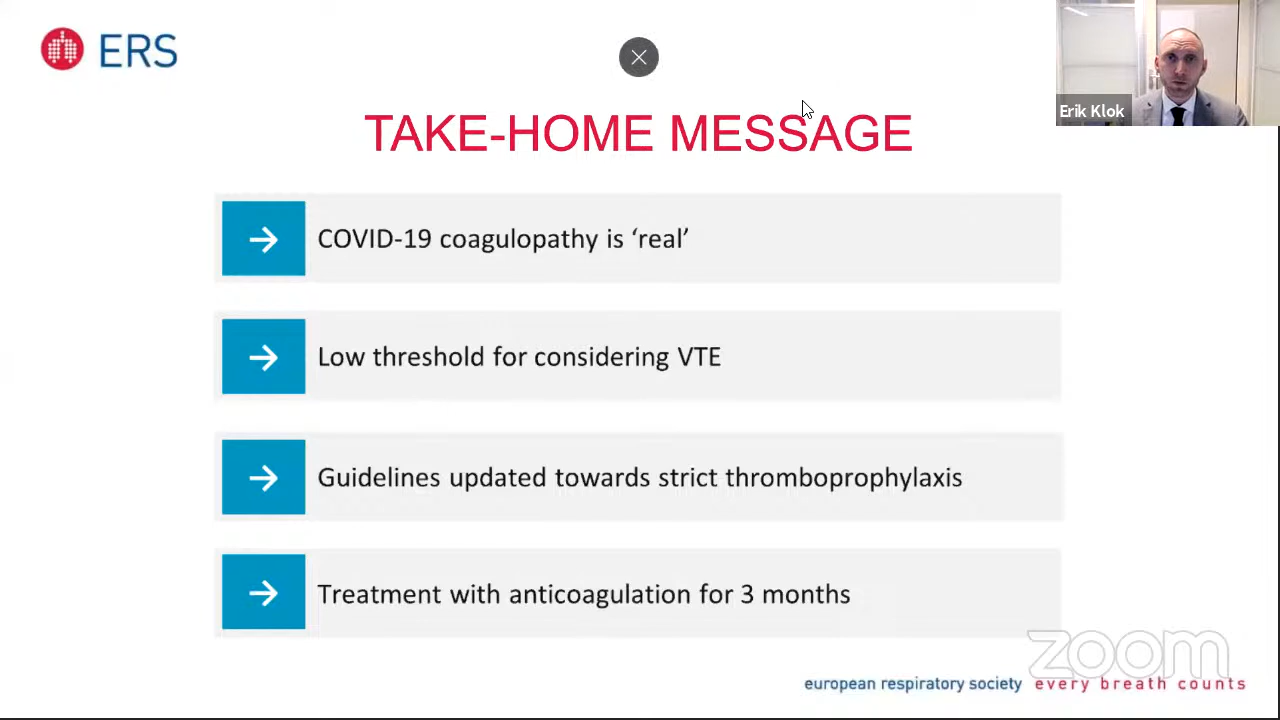 ERS
Erik Klok
TAKE-HOME MESSAGE
COVID-19 coagulopathy is ‘real’
Low threshold for considering VTE
Guidelines updated towards strict thromboprophylaxis
Treatment with anticoagulation for 3 months
zoom
european respiratory society every breath counts